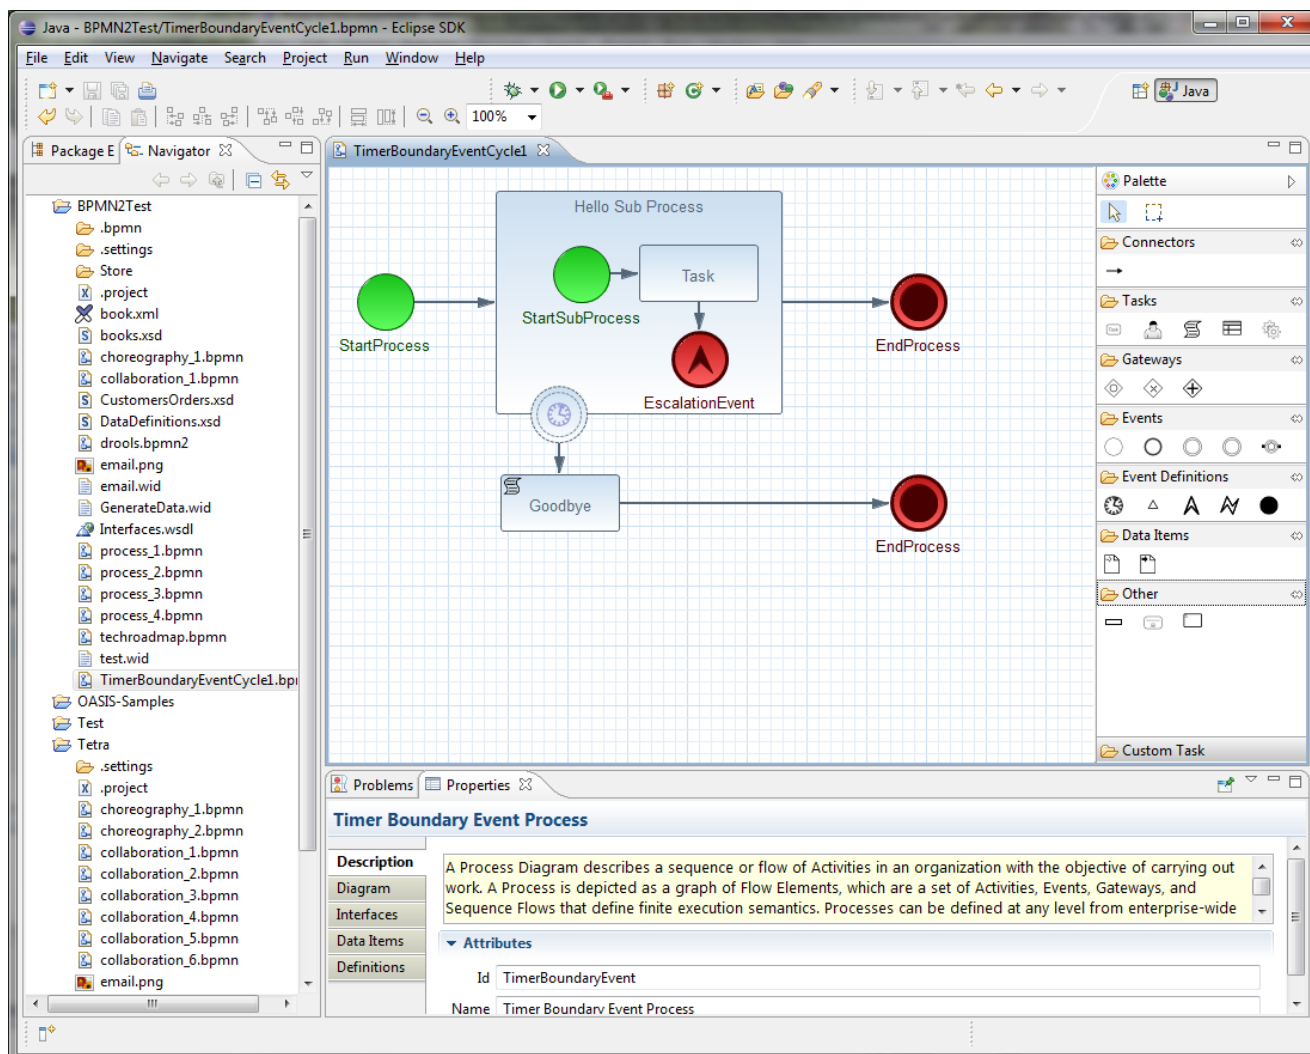 Java - BPMN2Test/TimerBoundaryEventCycle1.bpmn - Eclipse SDK
File Edit View Navigate Search Project Run Window Help
Java
100%
Package E Navigator
BPMN2Test
.bpmn
.settings
Store
.project
book.xml
books.xsd
choreography_1.bpmn
collaboration_1.bpmn
CustomersOrders.xsd
DataDefinitions.xsd
drools.bpmn2
email.png
email.wid
GenerateData.wid
Interfaces.wsdl
process_1.bpmn
process_2.bpmn
process_3.bpmn
process_4.bpmn
techroadmap.bpmn
test.wid
TimerBoundaryEventCycle1.bp
OASIS-Samples
Test
Tetra
.settings
.project
choreography_1.bpmn
choreography_2.bpmn
collaboration_1.bpmn
collaboration_2.bpmn
collaboration_3.bpmn
collaboration_4.bpmn
collaboration_5.bpmn
collaboration_6.bpmn
email.png
TimerBoundaryEventCycle1
Hello Sub Process
Task
StartSubProcess
StartProcess
EndProcess
EscalationEvent
Goodbye
EndProcess
Palette
Connectors
Tasks
Gateways
Events
Event Definitions
Data Items
Other
Custom Task
Problems Properties
Timer Boundary Event Process
Description
Diagram
Interfaces
Data Items
Definitions
A Process Diagram describes a sequence or flow of Activities in an organization with the objective of carrying out
work. A Process is depicted as a graph of Flow Elements, which are a set of Activities, Events, Gateways, and
Sequence Flows that define finite execution semantics. Processes can be defined at any level from enterprise-wide
Attributes
Id TimerBoundaryEvent
Name Timer Boundary Event Process